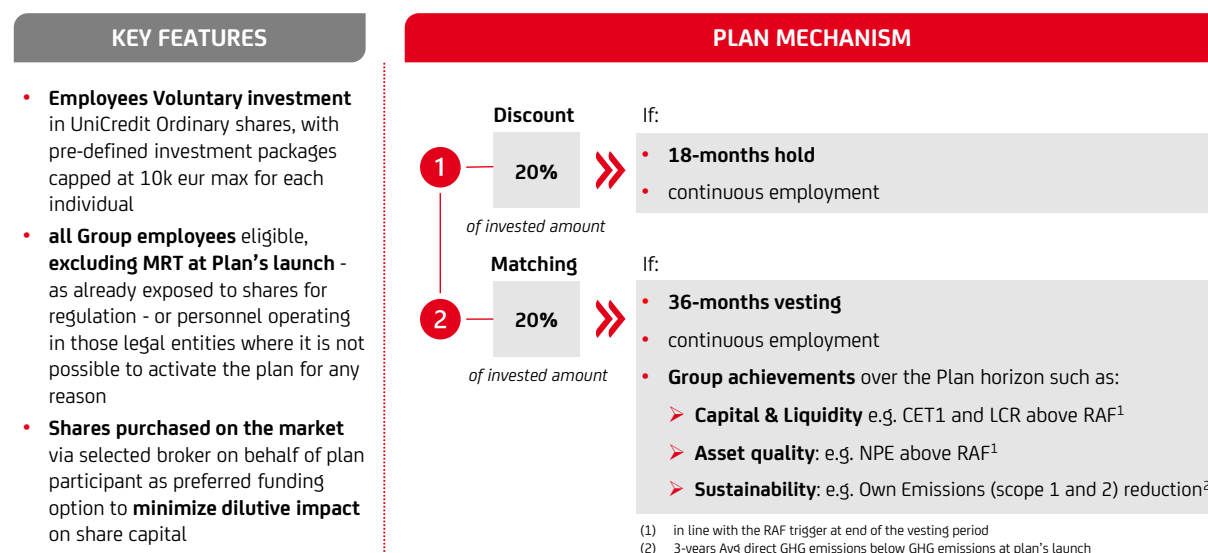 KEY FEATURES
• Employees Voluntary investment
in UniCredit Ordinary shares, with
pre-defined investment packages
capped at 10k eur max for each
individual
• all Group employees eligible,
excluding MRT at Plan's launch -
as already exposed to shares for
regulation - or personnel operating
in those legal entities where it is not
possible to activate the plan for any
reason
• Shares purchased on the market
via selected broker on behalf of plan
participant as preferred funding
option to minimize dilutive impact
on share capital
PLAN MECHANISM
Discount
1
20%
of invested amount
If:
• 18-months hold
• continuous employment
Matching
2
20%
of invested amount
If:
• 36-months vesting
• continuous employment
• Group achievements over the Plan horizon such as:
➢ Capital & Liquidity e.g. CET1 and LCR above RAF¹
➢ Asset quality: e.g. NPE above RAF¹
➢ Sustainability: e.g. Own Emissions (scope 1 and 2) reduction²
(1) in line with the RAF trigger at end of the vesting period
(2) 3-years Avg direct GHG emissions below GHG emissions at plan's launch